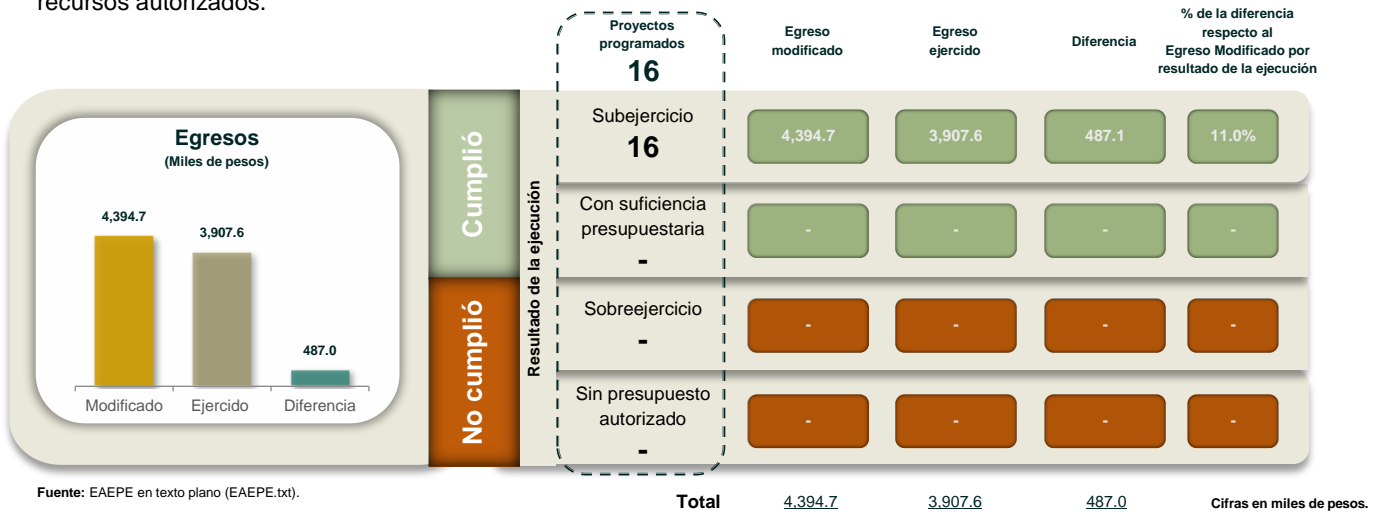 recursos autorizados.
Proyectos
programados
16
Egreso
modificado
Egreso
ejercido
Diferencia
% de la diferencia
respecto al
Egreso Modificado por
resultado de la ejecución
Egresos
(Miles de pesos)
4,394.7
3,907.6
487.0
Modificado
Ejercido
Diferencia
Cumplió
No cumplió
Resultado de la ejecución
Subejercicio
16
4,394.7
3,907.6
487.1
11.0%
Con suficiencia
presupuestaria
-
-
-
-
-
Sobreejercicio
-
-
-
-
-
Sin presupuesto
autorizado
-
-
-
-
-
Fuente: EAEPE en texto plano (EAEPE.txt).
Total
4,394.7
3,907.6
487.0
Cifras en miles de pesos.